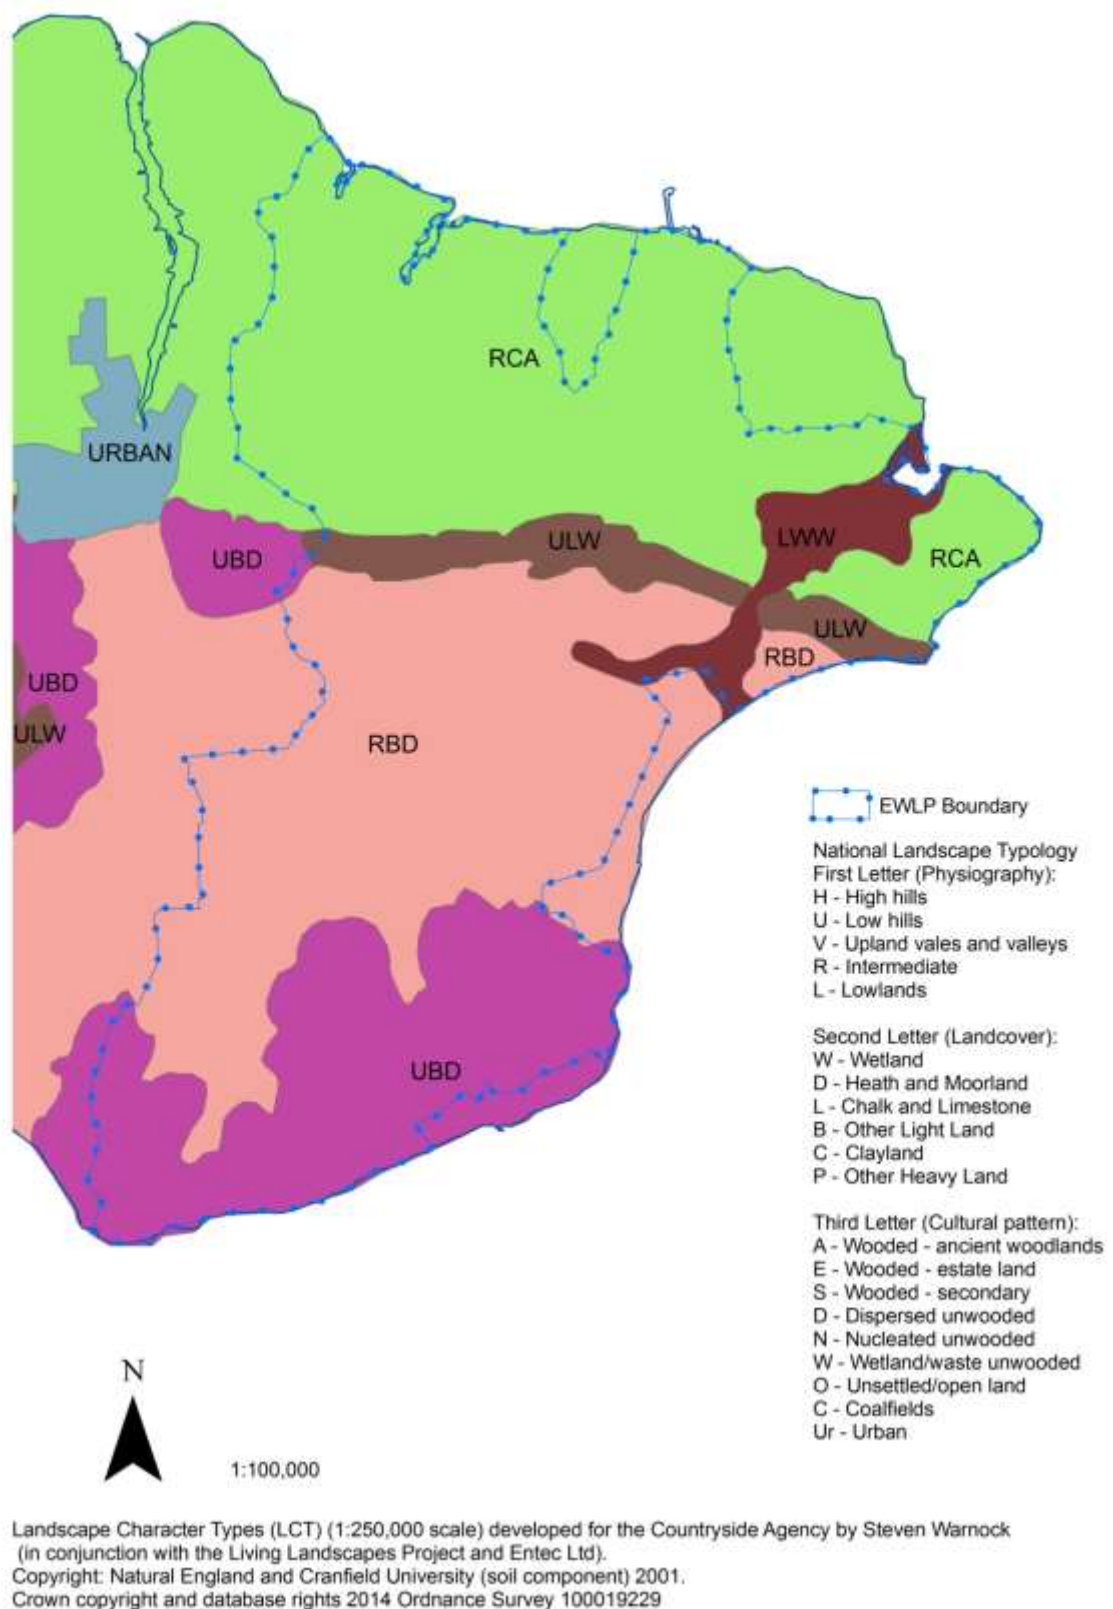 RCA
URBAN
UBD
ULW
LWW
RCA
ULW
RBD
UBD
ULW
RBD
UBD
EWLP Boundary
National Landscape Typology
First Letter (Physiography):
H - High hills
U - Low hills
V - Upland vales and valleys
R - Intermediate
L - Lowlands
Second Letter (Landcover):
W - Wetland
D - Heath and Moorland
L - Chalk and Limestone
B - Other Light Land
C - Clayland
P - Other Heavy Land
Third Letter (Cultural pattern):
A - Wooded - ancient woodlands
E - Wooded - estate land
S - Wooded - secondary
D - Dispersed unwooded
N - Nucleated unwooded
W - Wetland/waste unwooded
O - Unsettled/open land
C - Coalfields
Ur - Urban
N
1:100,000
Landscape Character Types (LCT) (1:250,000 scale) developed for the Countryside Agency by Steven Warnock
(in conjunction with the Living Landscapes Project and Entec Ltd).
Copyright: Natural England and Cranfield University (soil component) 2001.
Crown copyright and database rights 2014 Ordnance Survey 100019229